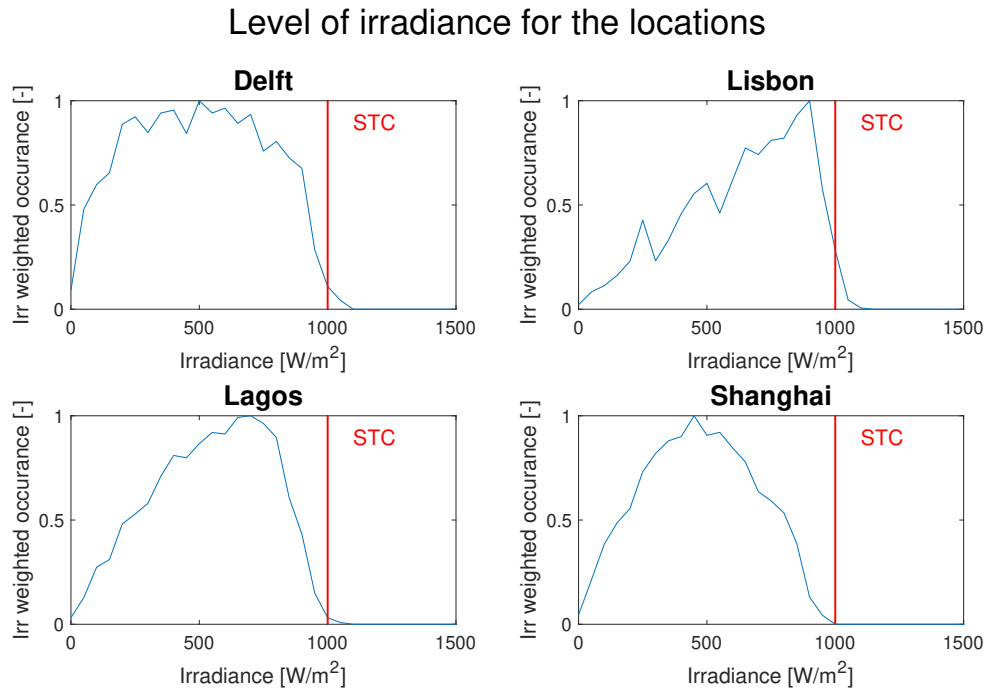 Level of irradiance for the locations
Delft
Irr weighted occurance [-]
1
0.5
0
STC
0 500 1000 1500
Irradiance [W/m²]
Lisbon
Irr weighted occurance [-]
1
0.5
0
STC
0 500 1000 1500
Irradiance [W/m²]
Lagos
Irr weighted occurance [-]
1
0.5
0
STC
0 500 1000 1500
Irradiance [W/m²]
Shanghai
Irr weighted occurance [-]
1
0.5
0
STC
0 500 1000 1500
Irradiance [W/m²]